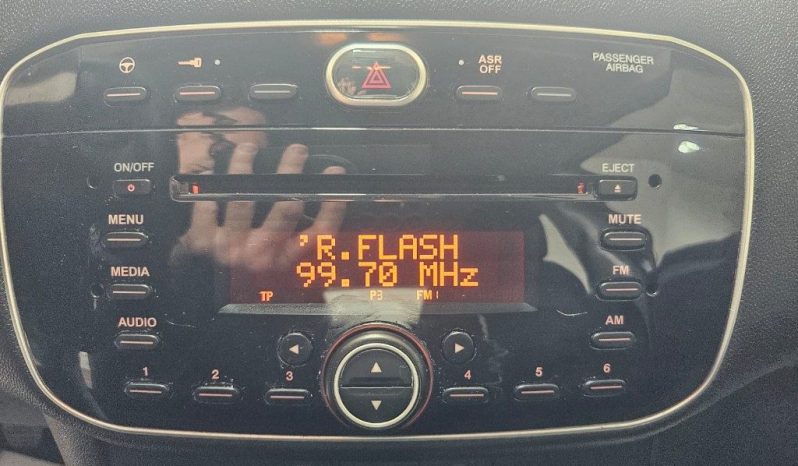 ASR
OFF
PASSENGER
AIRBAG
ON/OFF
EJECT
MENU
MUTE
'R.FLASH
99.70 MHz
MEDIA
FM
TP P3 FM1
AUDIO
AM
1 2 3 4 5 6